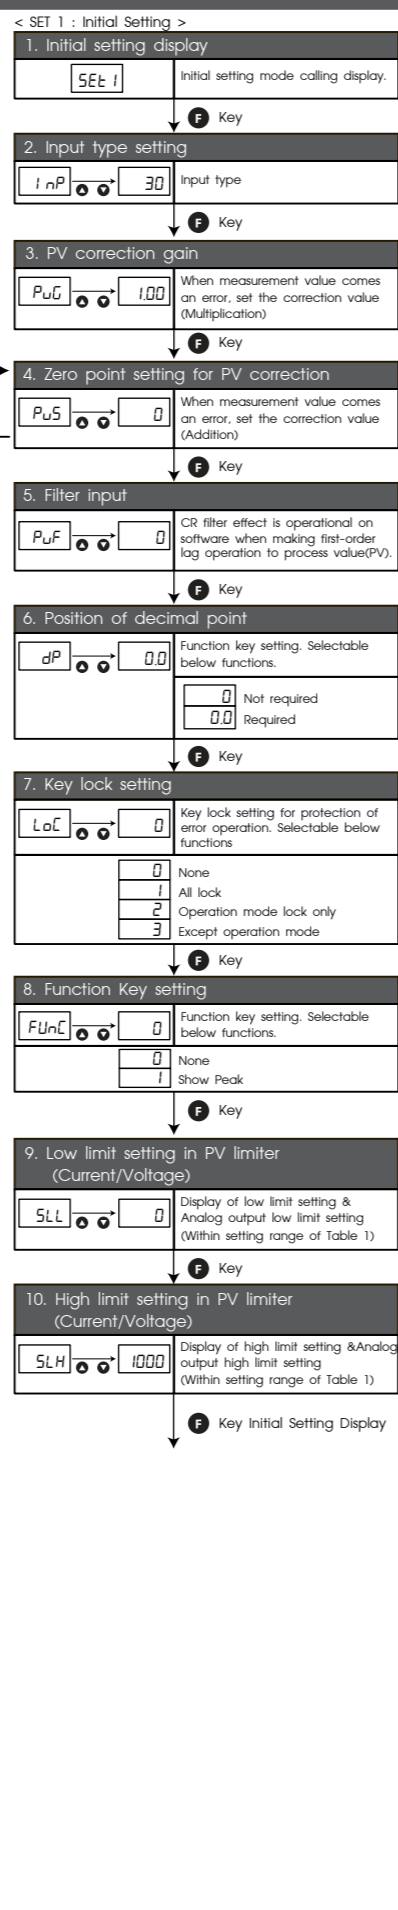 < SET 1 : Initial Setting >
1. Initial setting display
SEt 1
Initial setting mode calling display.
F Key
2. Input type setting
InP 30
Input type
F Key
3. PV correction gain
PuG 1.00
When measurement value comes
an error, set the correction value
(Multiplication)
F Key
4. Zero point setting for PV correction
PuS 0
When measurement value comes
an error, set the correction value
(Addition)
F Key
5. Filter input
PuF 0
CR filter effect is operational on
software when making first-order
lag operation to process value(PV).
F Key
6. Position of decimal point
dP 0.0
Function key setting. Selectable
below functions.
0 Not required
0.0 Required
F Key
7. Key lock setting
LoC 0
Key lock setting for protection of
error operation. Selectable below
functions
0 None
1 All lock
2 Operation mode lock only
3 Except operation mode
F Key
8. Function Key setting
FUnC 0
Function key setting. Selectable
below functions.
0 None
1 Show Peak
F Key
9. Low limit setting in PV limiter
(Current/Voltage)
SLL 0
Display of low limit setting &
Analog output low limit setting
(Within setting range of Table 1)
F Key
10. High limit setting in PV limiter
(Current/Voltage)
SLH 1000
Display of high limit setting &Analog
output high limit setting
(Within setting range of Table 1)
F Key Initial Setting Display